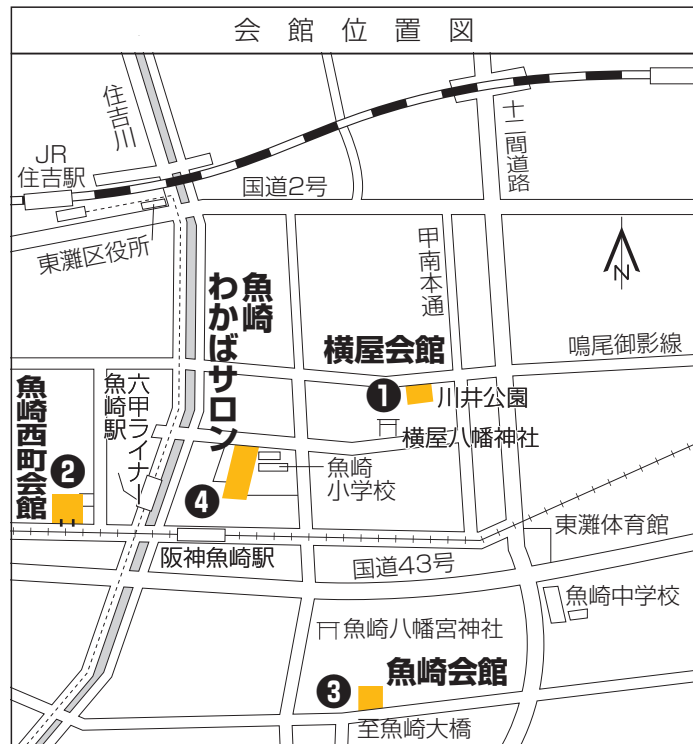 会館位置図
住吉川
十二間道路
JR
住吉駅
国道2号
東灘区役所
甲南本通
N
魚崎
わかばサロン
横屋会館
鳴尾御影線
❶
川井公園
横屋八幡神社
魚崎西町会館
❷
六甲ライナー
魚崎駅
❹
魚崎
小学校
東灘体育館
阪神魚崎駅
国道43号
魚崎中学校
魚崎八幡宮神社
魚崎会館
❸
至魚崎大橋